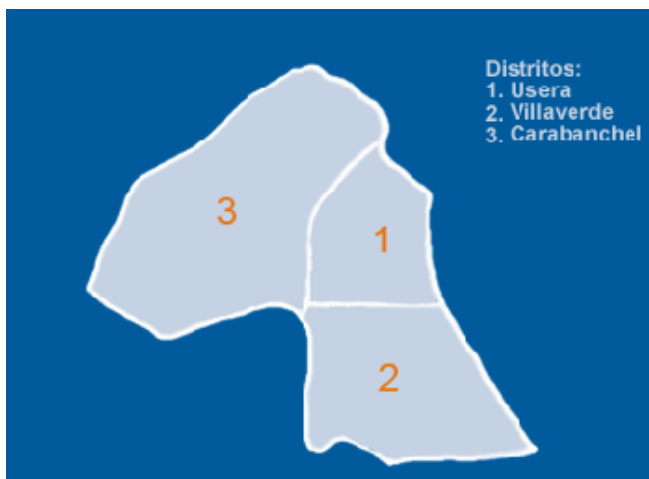 Distritos:
1. Usera
2. Villaverde
3. Carabanchel
3
1
2